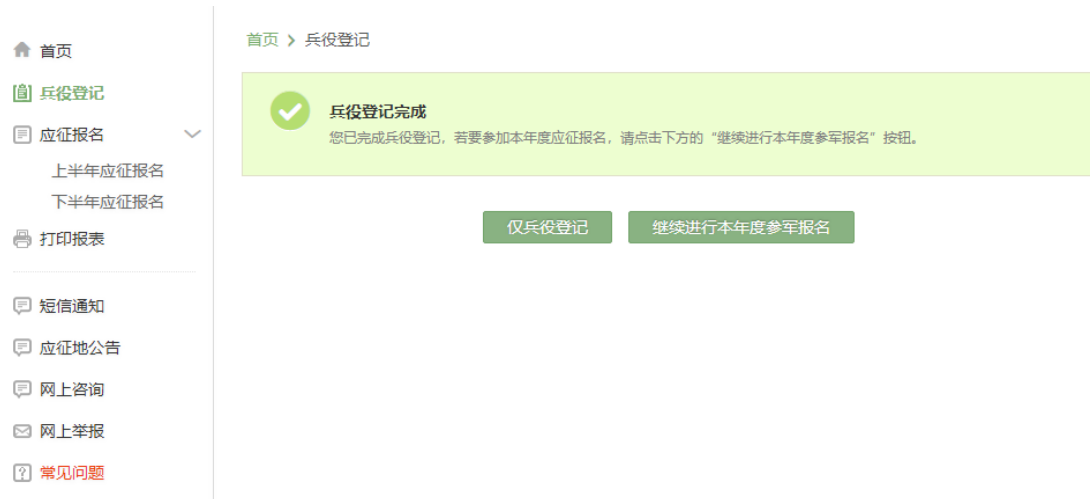 首页
兵役登记
应征报名
上半年应征报名
下半年应征报名
打印报表
短信通知
应征地公告
网上咨询
网上举报
常见问题
首页 > 兵役登记
兵役登记完成
您已完成兵役登记，若要参加本年度应征报名，请点击下方的“继续进行本年度参军报名”按钮。
仅兵役登记
继续进行本年度参军报名